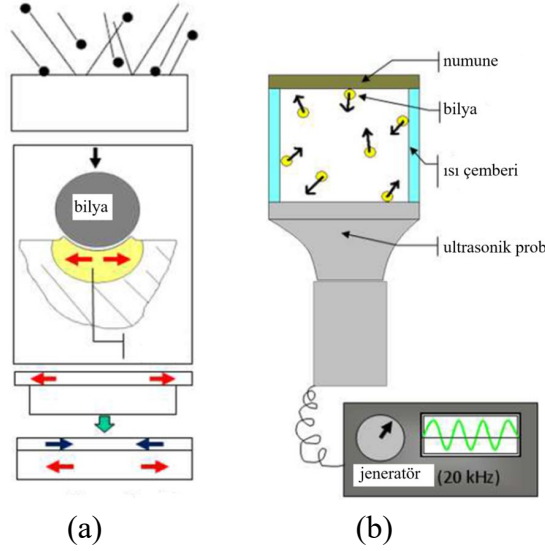 bilya
numune
bilya
ısı çemberi
ultrasonik prob
jeneratör
(20 kHz)
(a)
(b)